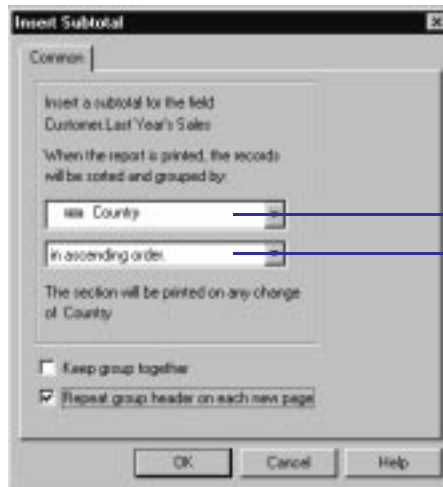 Insert Subtotal
Common
Insert a subtotal for the field
Customer.Last Year's Sales
When the report is printed, the records
will be sorted and grouped by:
Country
in ascending order.
The section will be printed on any change
of: Country
Keep group together
Repeat group header on each new page
OK Cancel Help